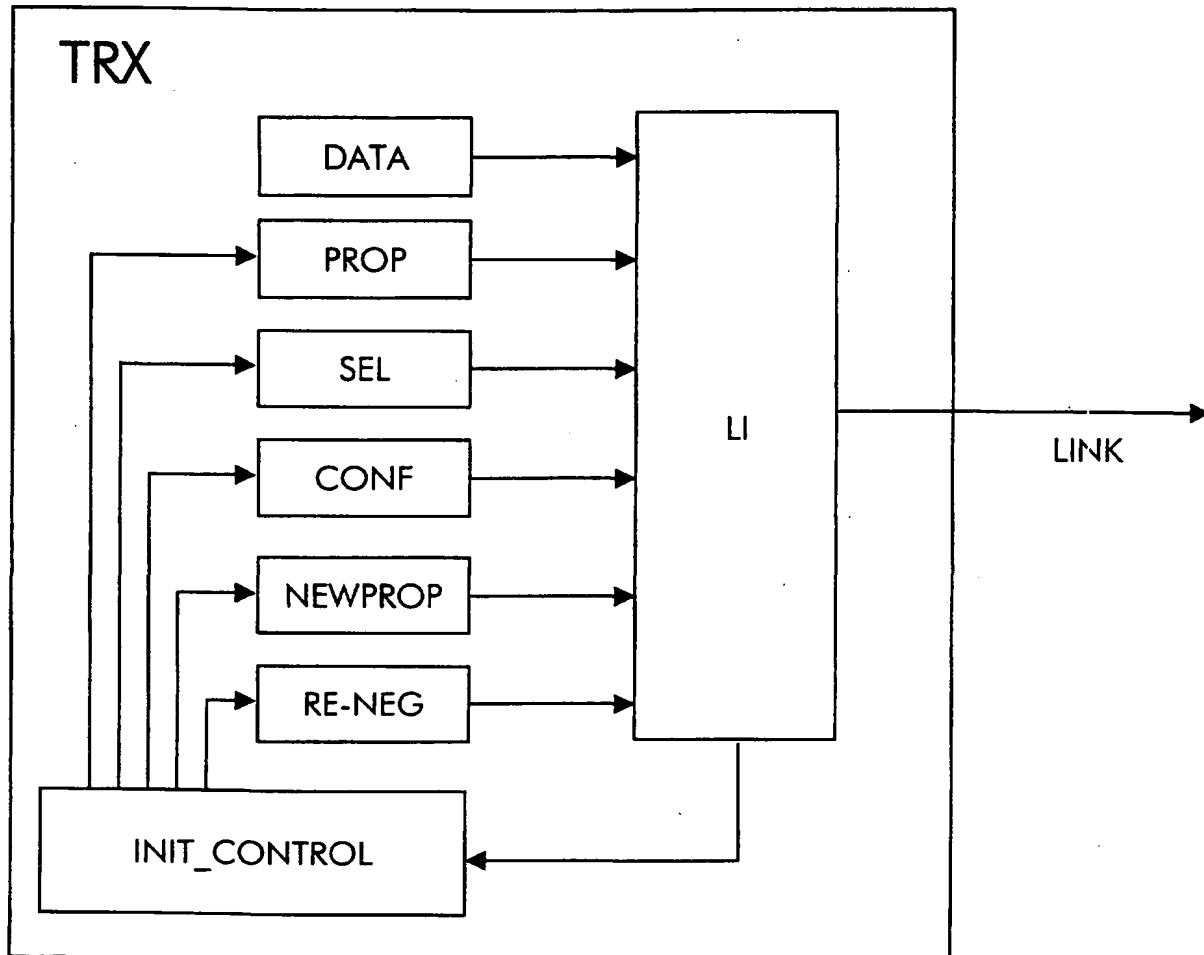 TRX
DATA
PROP
SEL
CONF
NEWPROP
RE-NEG
INIT_CONTROL
LI
LINK